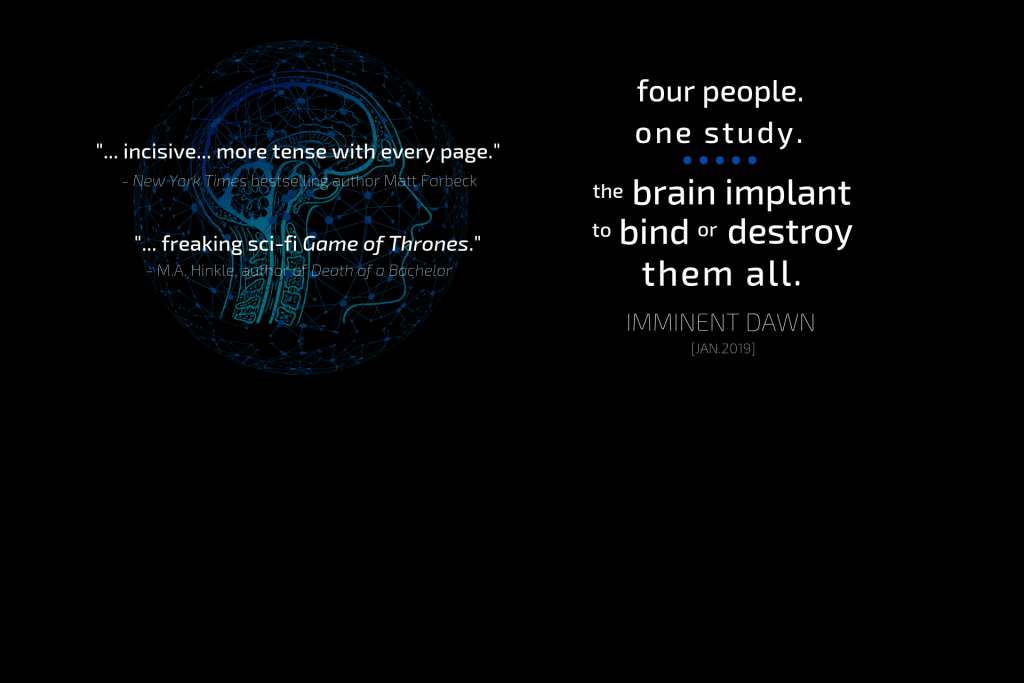 "... incisive... more tense with every page."
- New York Times bestselling author Matt Forbeck
"... freaking sci-fi Game of Thrones."
- M.A. Hinkle, author of Death of a Bachelor
four people.
one study.
the brain implant
to bind or destroy
them all.
IMMINENT DAWN
[JAN.2019]